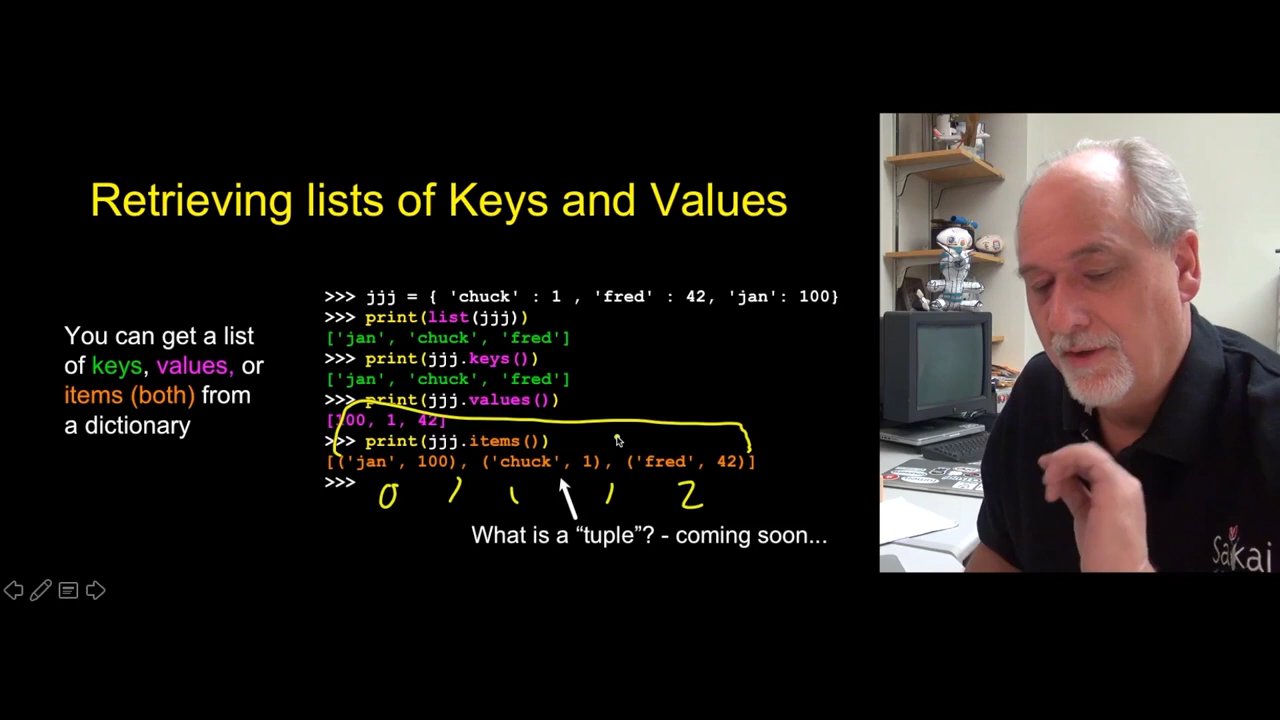 Retrieving lists of Keys and Values
You can get a list
of keys, values, or
items (both) from
a dictionary
>>> jjj = { 'chuck' : 1 , 'fred' : 42, 'jan': 100}
>>> print(list(jjj))
['jan', 'chuck', 'fred']
>>> print(jjj.keys())
['jan', 'chuck', 'fred']
>>> print(jjj.values())
[100, 1, 42]
>>> print(jjj.items())
[('jan', 100), ('chuck', 1), ('fred', 42)]
>>>
0 , 1 , 2
What is a “tuple”? - coming soon...
Sakai